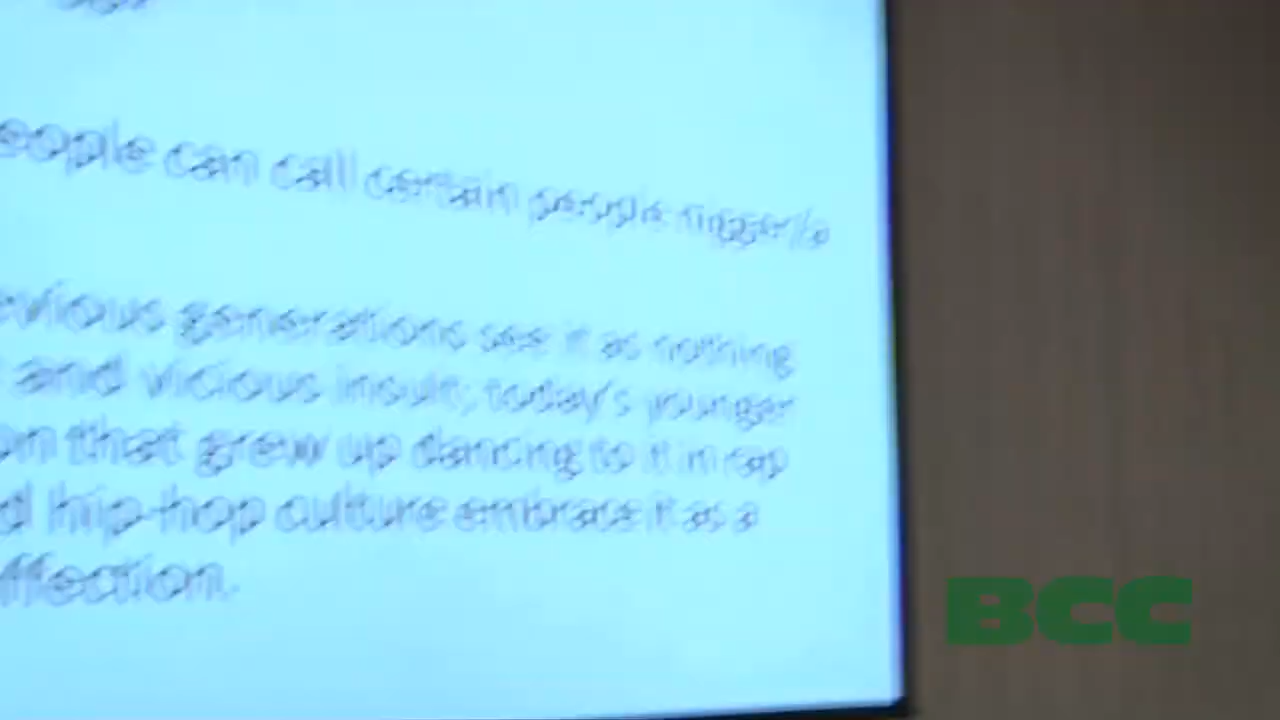 eople can call certain people nigger/a
evious generations see it as nothing
and vicious insult; today's younger
on that grew up dancing to it in rap
d hip-hop culture embrace it as a
ffection.
BCC